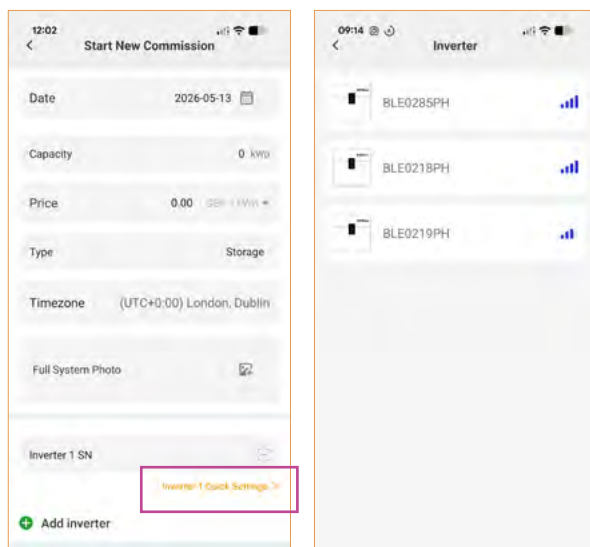 12:02
Start New Commission
Date 2026-05-13
Capacity 0 kWp
Price 0.00
Type Storage
Timezone (UTC+0:00) London, Dublin
Full System Photo
Inverter 1 SN
Inverter 1 Quick Settings >
Add inverter
09:14
Inverter
BLE0285PH
BLE0218PH
BLE0219PH